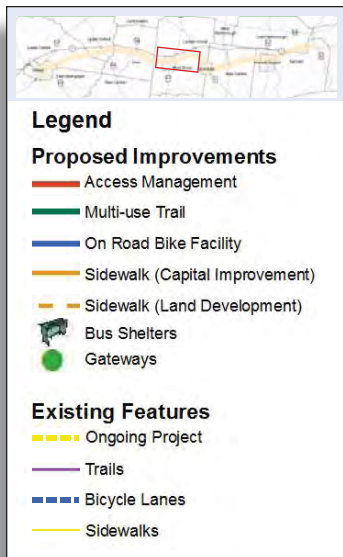 Legend
Proposed Improvements
Access Management
Multi-use Trail
On Road Bike Facility
Sidewalk (Capital Improvement)
Sidewalk (Land Development)
Bus Shelters
Gateways
Existing Features
Ongoing Project
Trails
Bicycle Lanes
Sidewalks